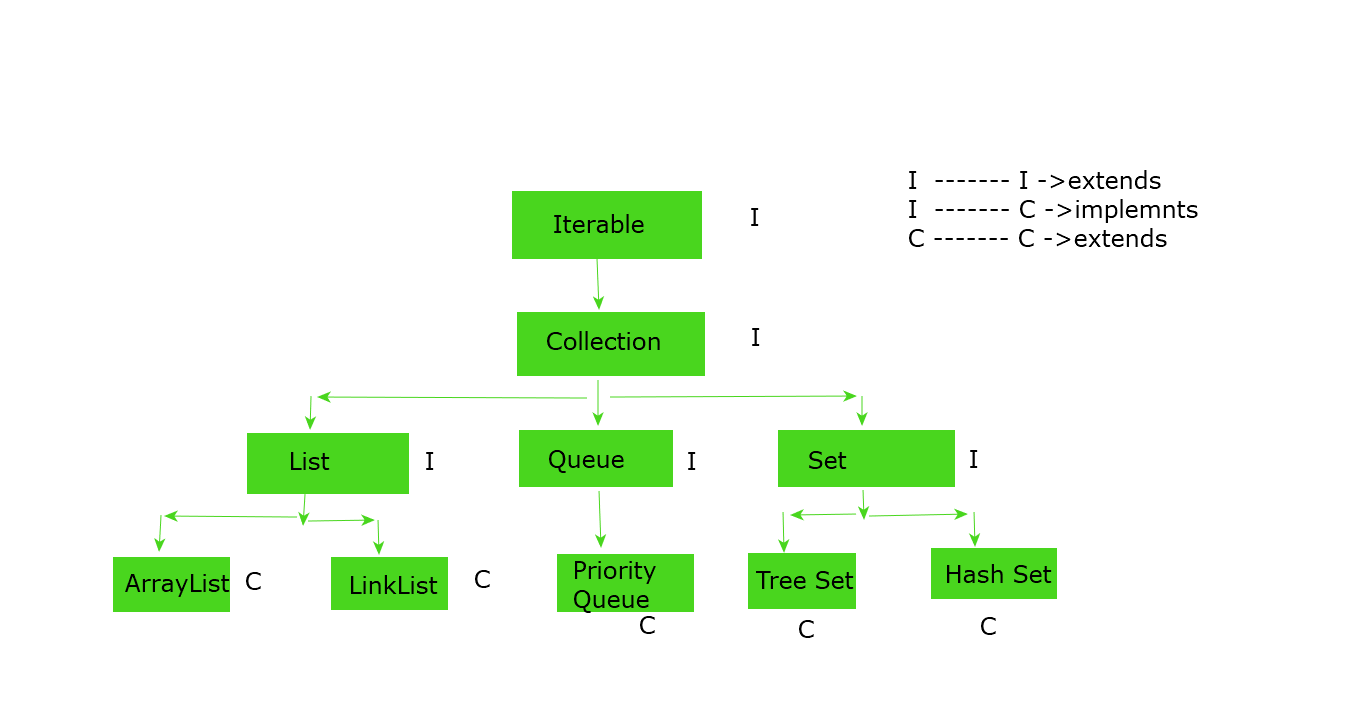 I ------- I ->extends
I ------- C ->implemnts
C ------- C ->extends
Iterable I
Collection I
List I
Queue I
Set I
ArrayList C
LinkList C
Priority
Queue
C
Tree Set
C
Hash Set
C